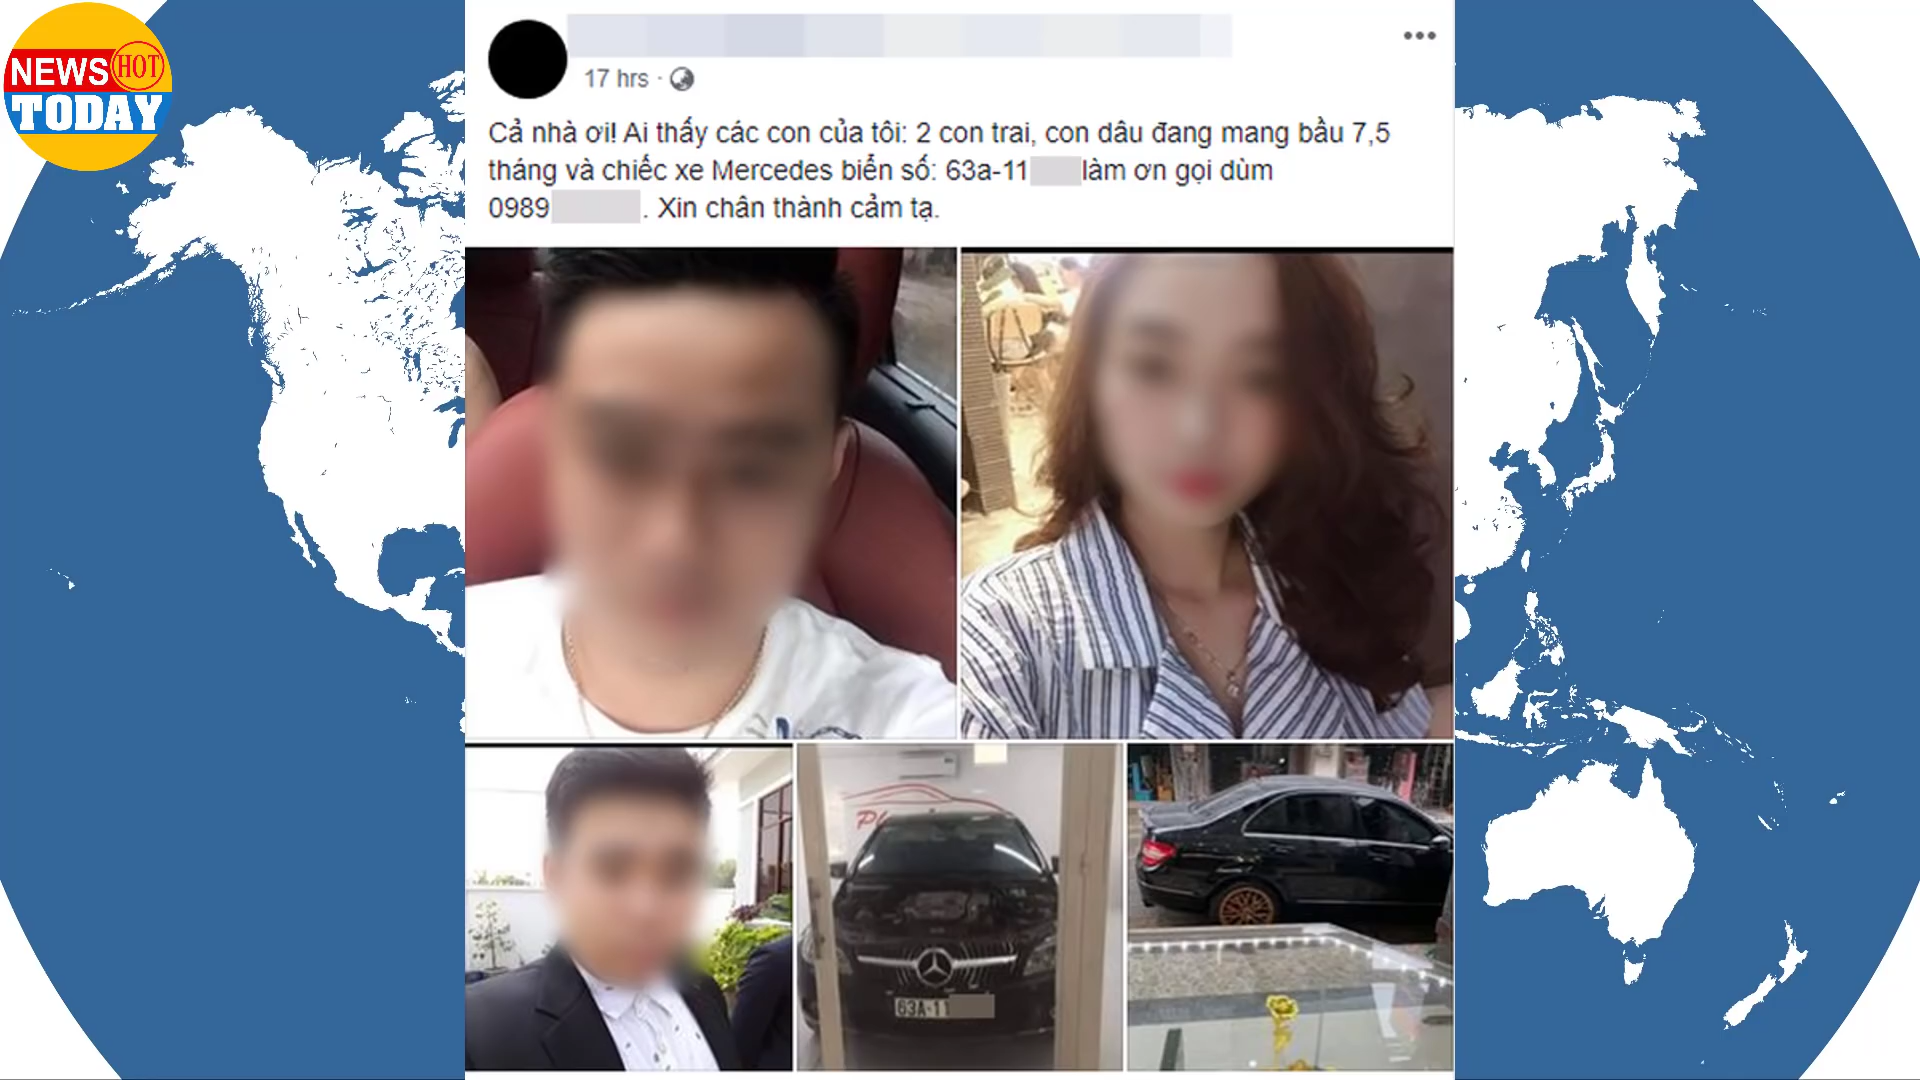 NEWS HOT
TODAY
17 hrs ·
Cả nhà ơi! Ai thấy các con của tôi: 2 con trai, con dâu đang mang bầu 7,5
tháng và chiếc xe Mercedes biển số: 63a-11 làm ơn gọi dùm
0989 . Xin chân thành cảm tạ.
63A-11